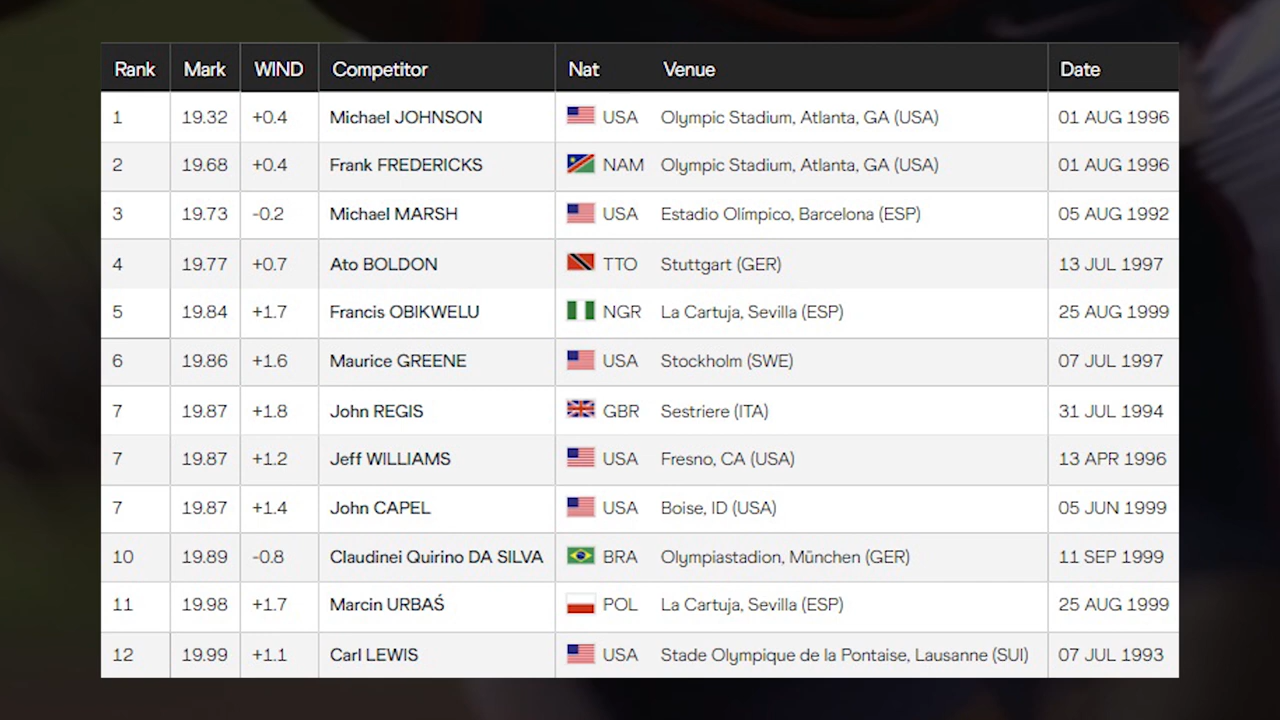 Rank Mark WIND Competitor Nat Venue Date
1 19.32 +0.4 Michael JOHNSON USA Olympic Stadium, Atlanta, GA (USA) 01 AUG 1996
2 19.68 +0.4 Frank FREDERICKS NAM Olympic Stadium, Atlanta, GA (USA) 01 AUG 1996
3 19.73 -0.2 Michael MARSH USA Estadio Olímpico, Barcelona (ESP) 05 AUG 1992
4 19.77 +0.7 Ato BOLDON TTO Stuttgart (GER) 13 JUL 1997
5 19.84 +1.7 Francis OBIKWELU NGR La Cartuja, Sevilla (ESP) 25 AUG 1999
6 19.86 +1.6 Maurice GREENE USA Stockholm (SWE) 07 JUL 1997
7 19.87 +1.8 John REGIS GBR Sestriere (ITA) 31 JUL 1994
7 19.87 +1.2 Jeff WILLIAMS USA Fresno, CA (USA) 13 APR 1996
7 19.87 +1.4 John CAPEL USA Boise, ID (USA) 05 JUN 1999
10 19.89 -0.8 Claudinei Quirino DA SILVA BRA Olympiastadion, München (GER) 11 SEP 1999
11 19.98 +1.7 Marcin URBAŚ POL La Cartuja, Sevilla (ESP) 25 AUG 1999
12 19.99 +1.1 Carl LEWIS USA Stade Olympique de la Pontaise, Lausanne (SUI) 07 JUL 1993